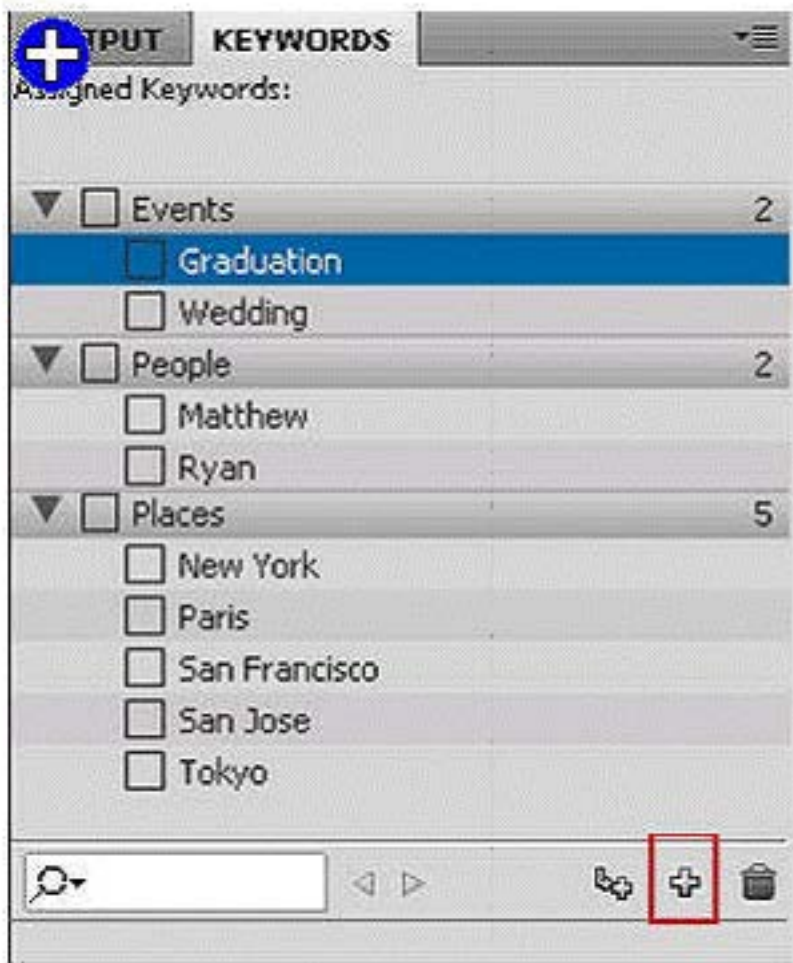 PUT KEYWORDS
Assigned Keywords:
Events 2
Graduation
Wedding
People 2
Matthew
Ryan
Places 5
New York
Paris
San Francisco
San Jose
Tokyo